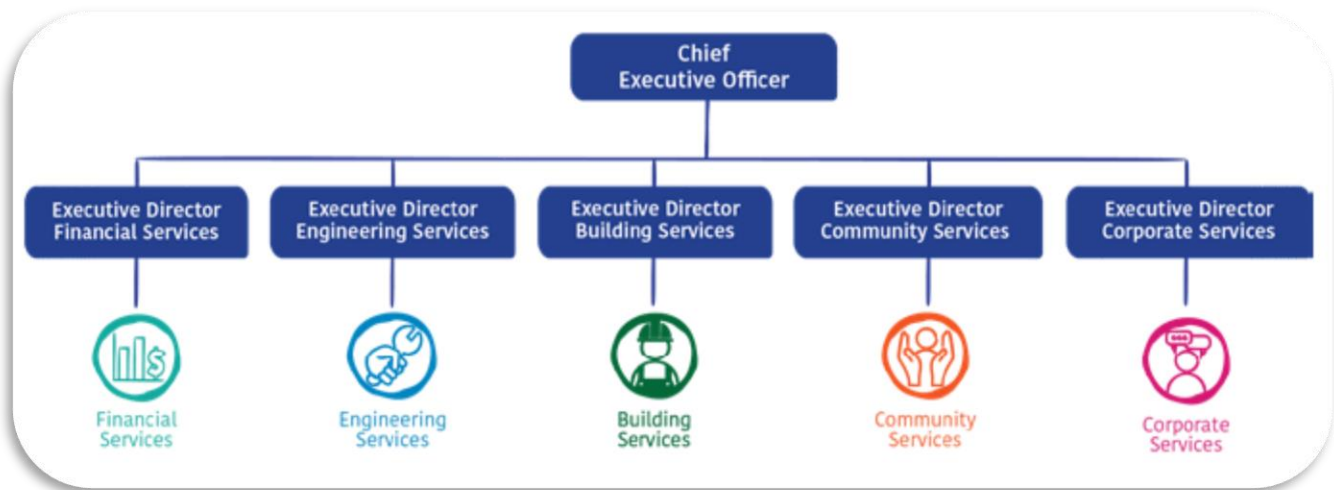 Chief
Executive Officer
Executive Director
Financial Services
Executive Director
Engineering Services
Executive Director
Building Services
Executive Director
Community Services
Executive Director
Corporate Services
Financial
Services
Engineering
Services
Building
Services
Community
Services
Corporate
Services